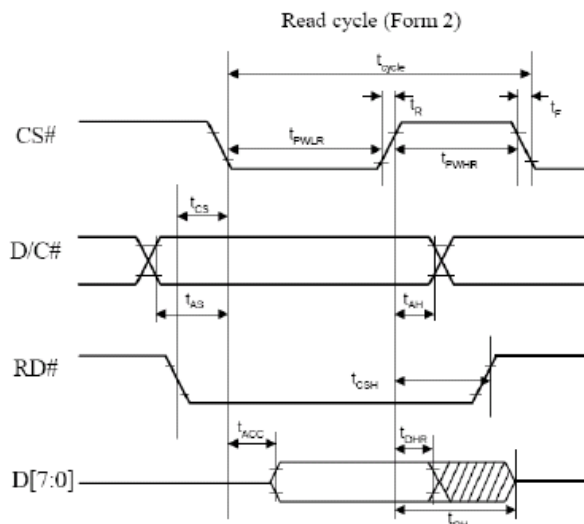 Read cycle (Form 2)
tcycle
tR
tF
CS#
tPWLR
tPWHR
tCS
D/C#
tAS
tAH
RD#
tCSH
tACC
tDHR
D[7:0]